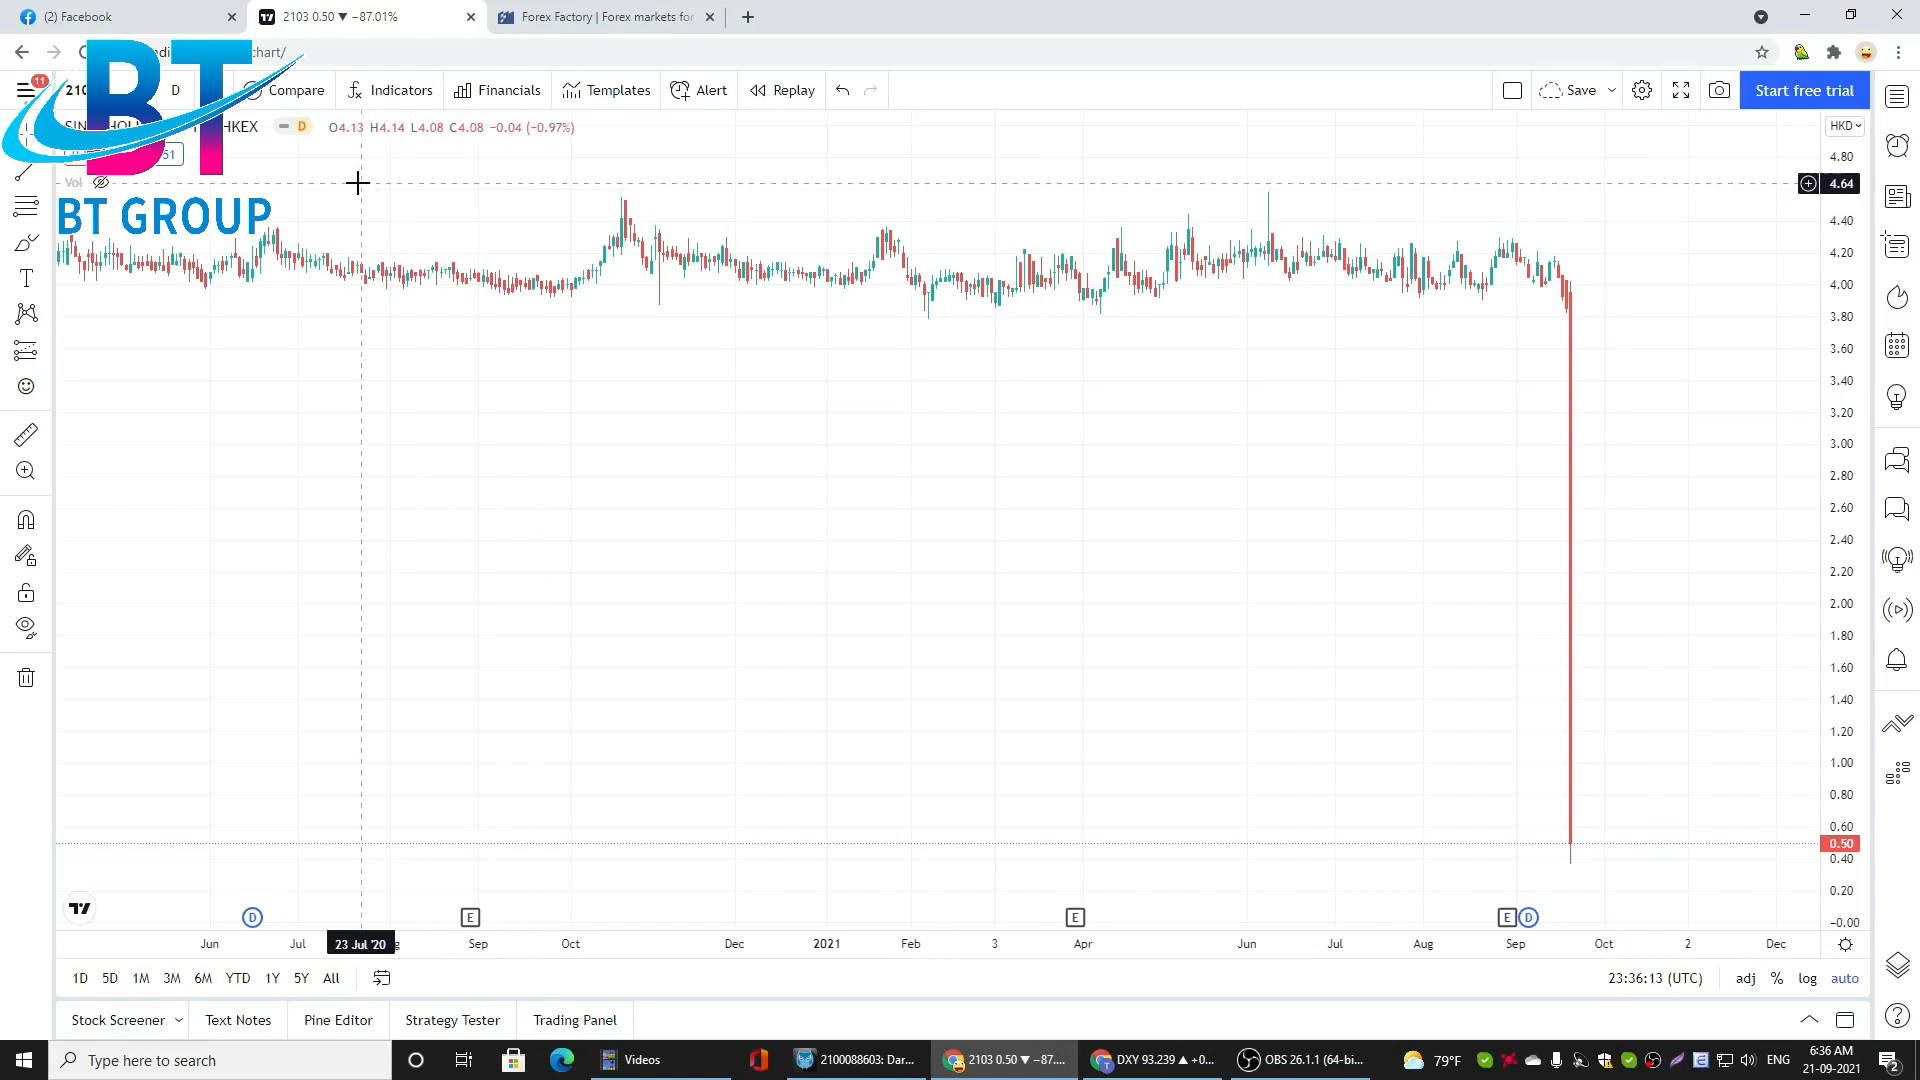 (2) Facebook
2103 0.50 ▼ −87.01%
Forex Factory | Forex markets for
chart/
BT
BT GROUP
11
D
Compare
Indicators
Financials
Templates
Alert
Replay
Save
Start free trial
HKEX
D
O4.13 H4.14 L4.08 C4.08 −0.04 (−0.97%)
HKD
Vol
4.80
4.64
4.40
4.20
4.00
3.80
3.60
3.40
3.20
3.00
2.80
2.60
2.40
2.20
2.00
1.80
1.60
1.40
1.20
1.00
0.80
0.60
0.50
0.40
0.20
−0.00
D
E
E
E
D
Jun
Jul
23 Jul '20
Sep
Oct
Dec
2021
Feb
3
Apr
Jun
Jul
Aug
Sep
Oct
2
Dec
1D 5D 1M 3M 6M YTD 1Y 5Y All
23:36:13 (UTC)
adj % log auto
Stock Screener
Text Notes
Pine Editor
Strategy Tester
Trading Panel
Type here to search
Videos
2100088603: Dar...
2103 0.50 ▼ −87....
DXY 93.239 ▲ +0...
OBS 26.1.1 (64-bi...
79°F
ENG
6:36 AM
21-09-2021
2